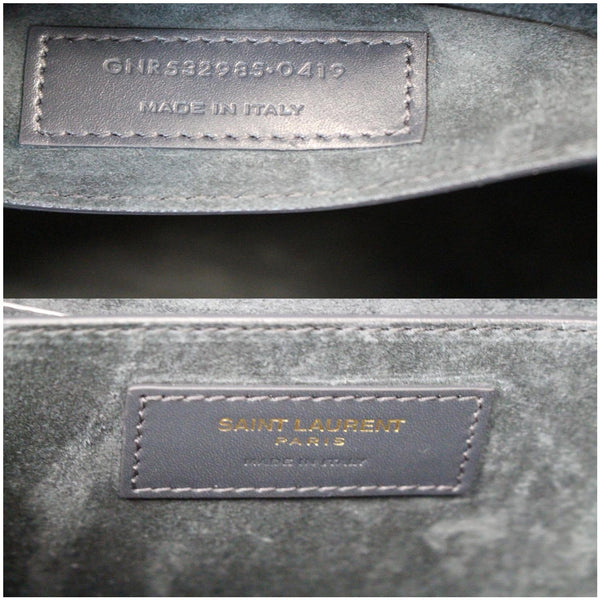 GNR532985·0419
MADE IN ITALY
SAINT LAURENT
PARIS
MADE IN ITALY